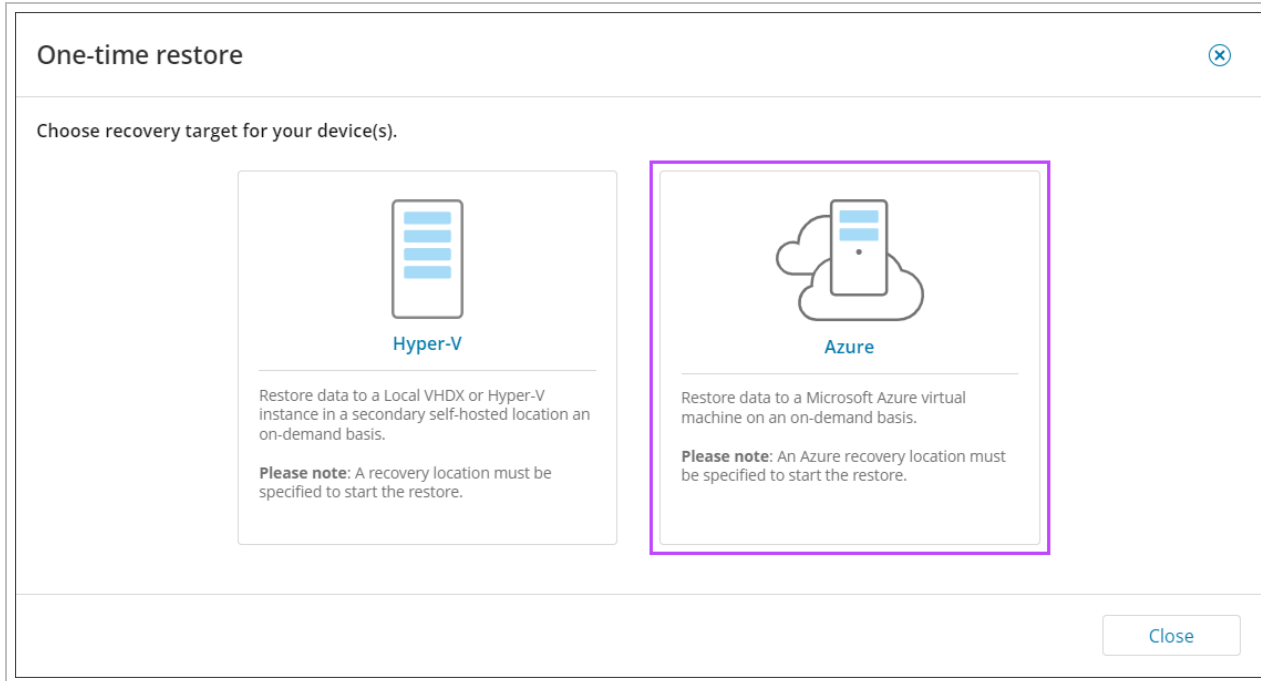 One-time restore
Choose recovery target for your device(s).
Hyper-V
Restore data to a Local VHDX or Hyper-V
instance in a secondary self-hosted location an
on-demand basis.
Please note: A recovery location must be
specified to start the restore.
Azure
Restore data to a Microsoft Azure virtual
machine on an on-demand basis.
Please note: An Azure recovery location must
be specified to start the restore.
Close